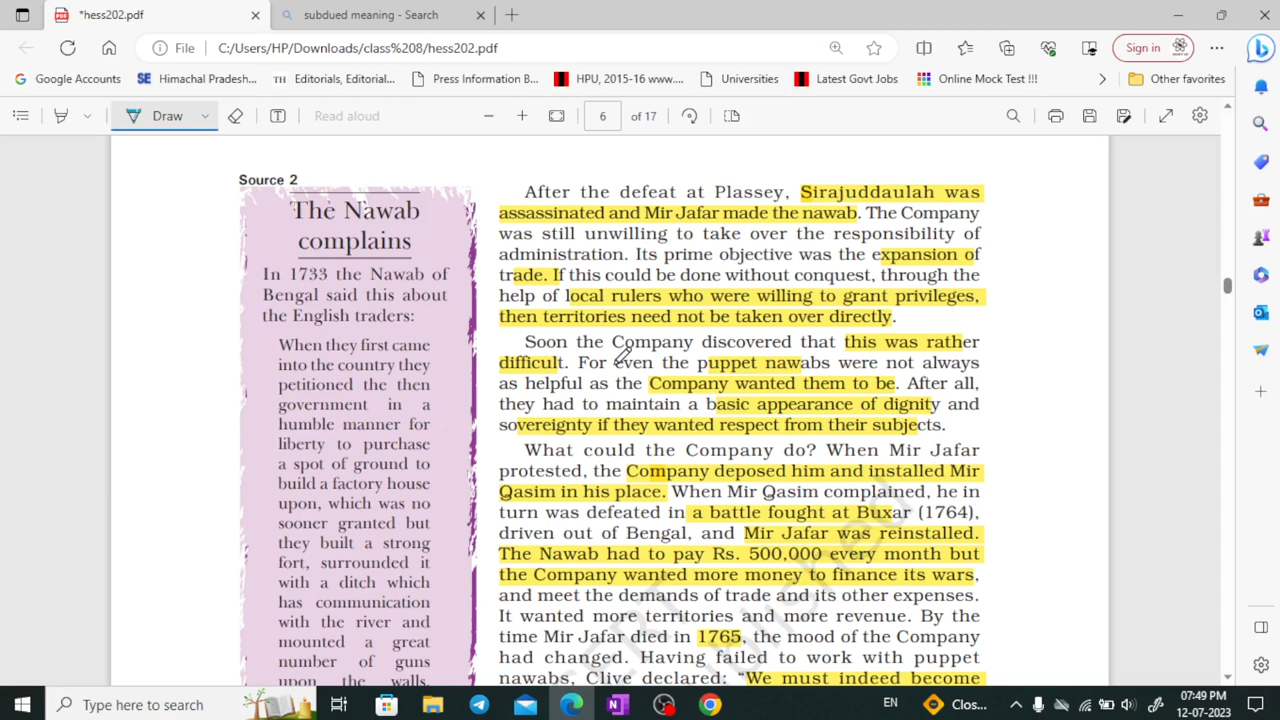 *hess202.pdf
subdued meaning - Search
File
C:/Users/HP/Downloads/class%208/hess202.pdf
Sign in
Google Accounts
SE Himachal Pradesh...
TH Editorials, Editorial...
Press Information B...
HPU, 2015-16 www....
Universities
Latest Govt Jobs
Online Mock Test !!!
Other favorites
Draw
Read aloud
6 of 17
Source 2
The Nawab
complains
In 1733 the Nawab of
Bengal said this about
the English traders:
When they first came
into the country they
petitioned the then
government in a
humble manner for
liberty to purchase
a spot of ground to
build a factory house
upon, which was no
sooner granted but
they built a strong
fort, surrounded it
with a ditch which
has communication
with the river and
mounted a great
number of guns
upon the walls.
After the defeat at Plassey, Sirajuddaulah was
assassinated and Mir Jafar made the nawab. The Company
was still unwilling to take over the responsibility of
administration. Its prime objective was the expansion of
trade. If this could be done without conquest, through the
help of local rulers who were willing to grant privileges,
then territories need not be taken over directly.
Soon the Company discovered that this was rather
difficult. For even the puppet nawabs were not always
as helpful as the Company wanted them to be. After all,
they had to maintain a basic appearance of dignity and
sovereignty if they wanted respect from their subjects.
What could the Company do? When Mir Jafar
protested, the Company deposed him and installed Mir
Qasim in his place. When Mir Qasim complained, he in
turn was defeated in a battle fought at Buxar (1764),
driven out of Bengal, and Mir Jafar was reinstalled.
The Nawab had to pay Rs. 500,000 every month but
the Company wanted more money to finance its wars,
and meet the demands of trade and its other expenses.
It wanted more territories and more revenue. By the
time Mir Jafar died in 1765, the mood of the Company
had changed. Having failed to work with puppet
nawabs, Clive declared: "We must indeed become
Type here to search
Clos...
EN
07:49 PM
12-07-2023